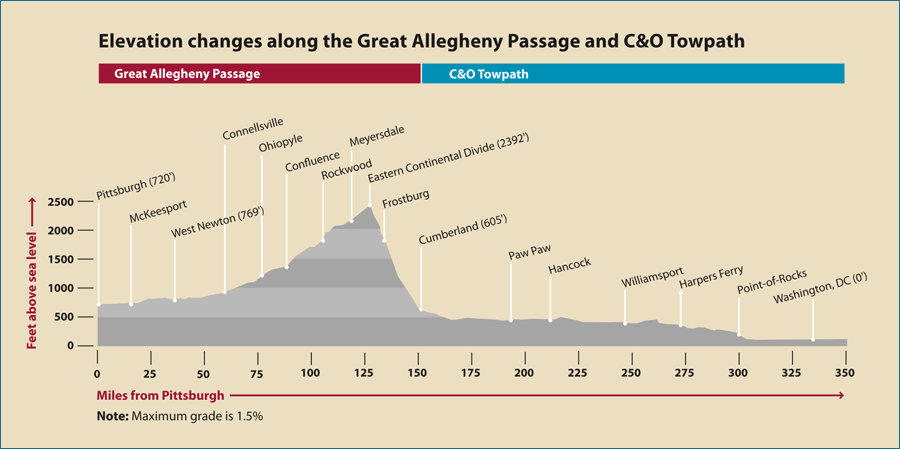 Elevation changes along the Great Allegheny Passage and C&O Towpath
Great Allegheny Passage
C&O Towpath
Pittsburgh (720')
McKeesport
West Newton (769')
Connellsville
Ohiopyle
Confluence
Rockwood
Meyersdale
Eastern Continental Divide (2392')
Frostburg
Cumberland (605')
Paw Paw
Hancock
Williamsport
Harpers Ferry
Point-of-Rocks
Washington, DC (0')
Feet above sea level
2500
2000
1500
1000
500
0
0 25 50 75 100 125 150 175 200 225 250 275 300 325 350
Miles from Pittsburgh
Note: Maximum grade is 1.5%